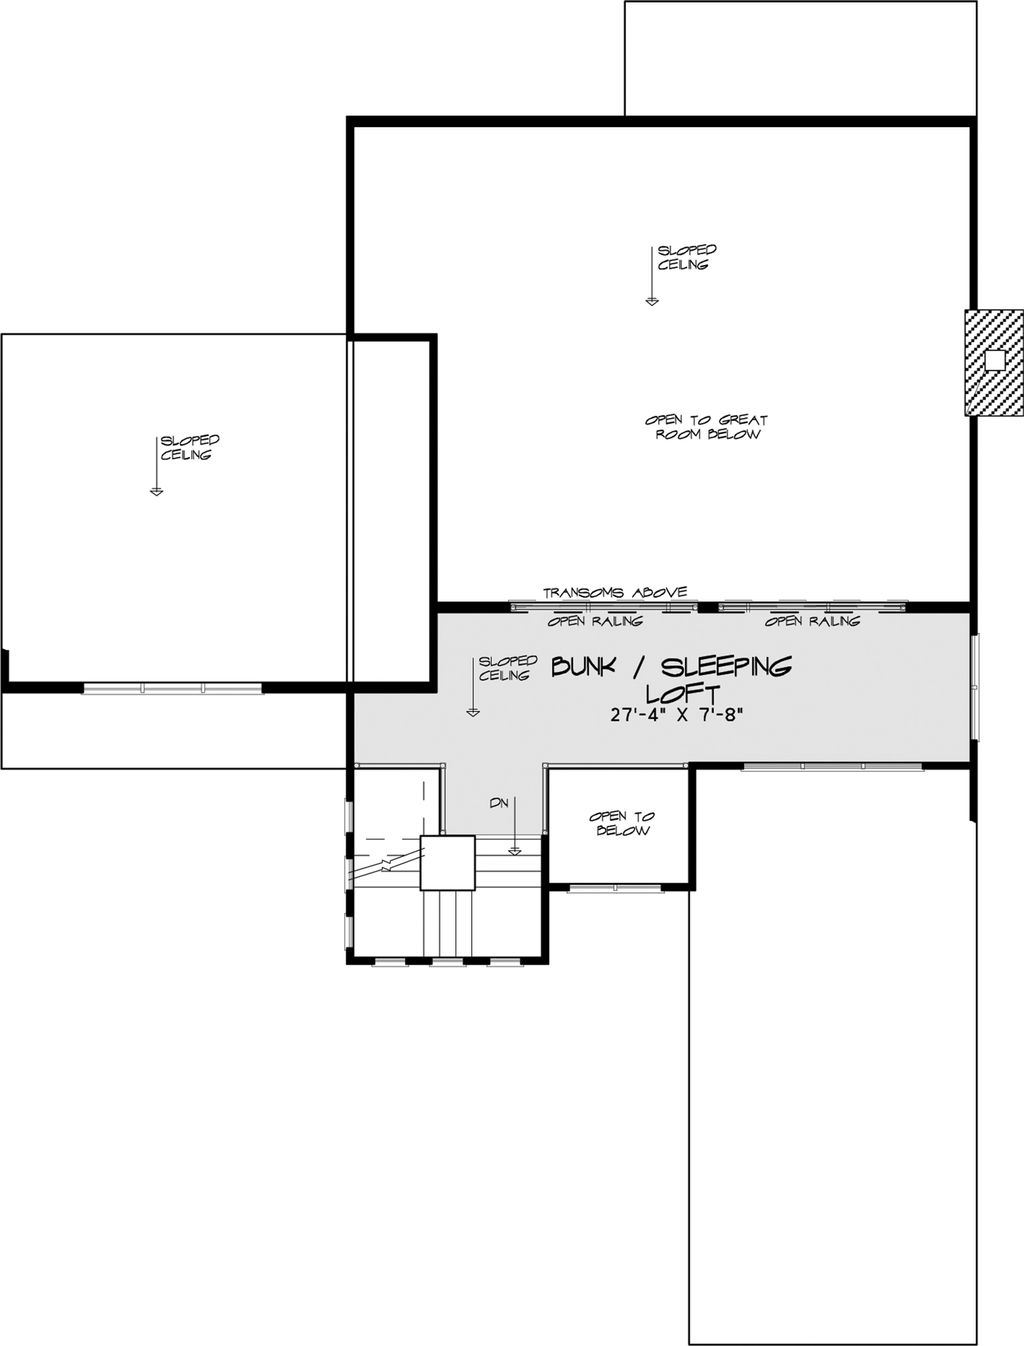 SLOPED
CEILING
OPEN TO GREAT
ROOM BELOW
SLOPED
CEILING
TRANSOMS ABOVE
OPEN RAILING
OPEN RAILING
SLOPED
CEILING
BUNK / SLEEPING
LOFT
27'-4" X 7'-8"
DN
OPEN TO
BELOW